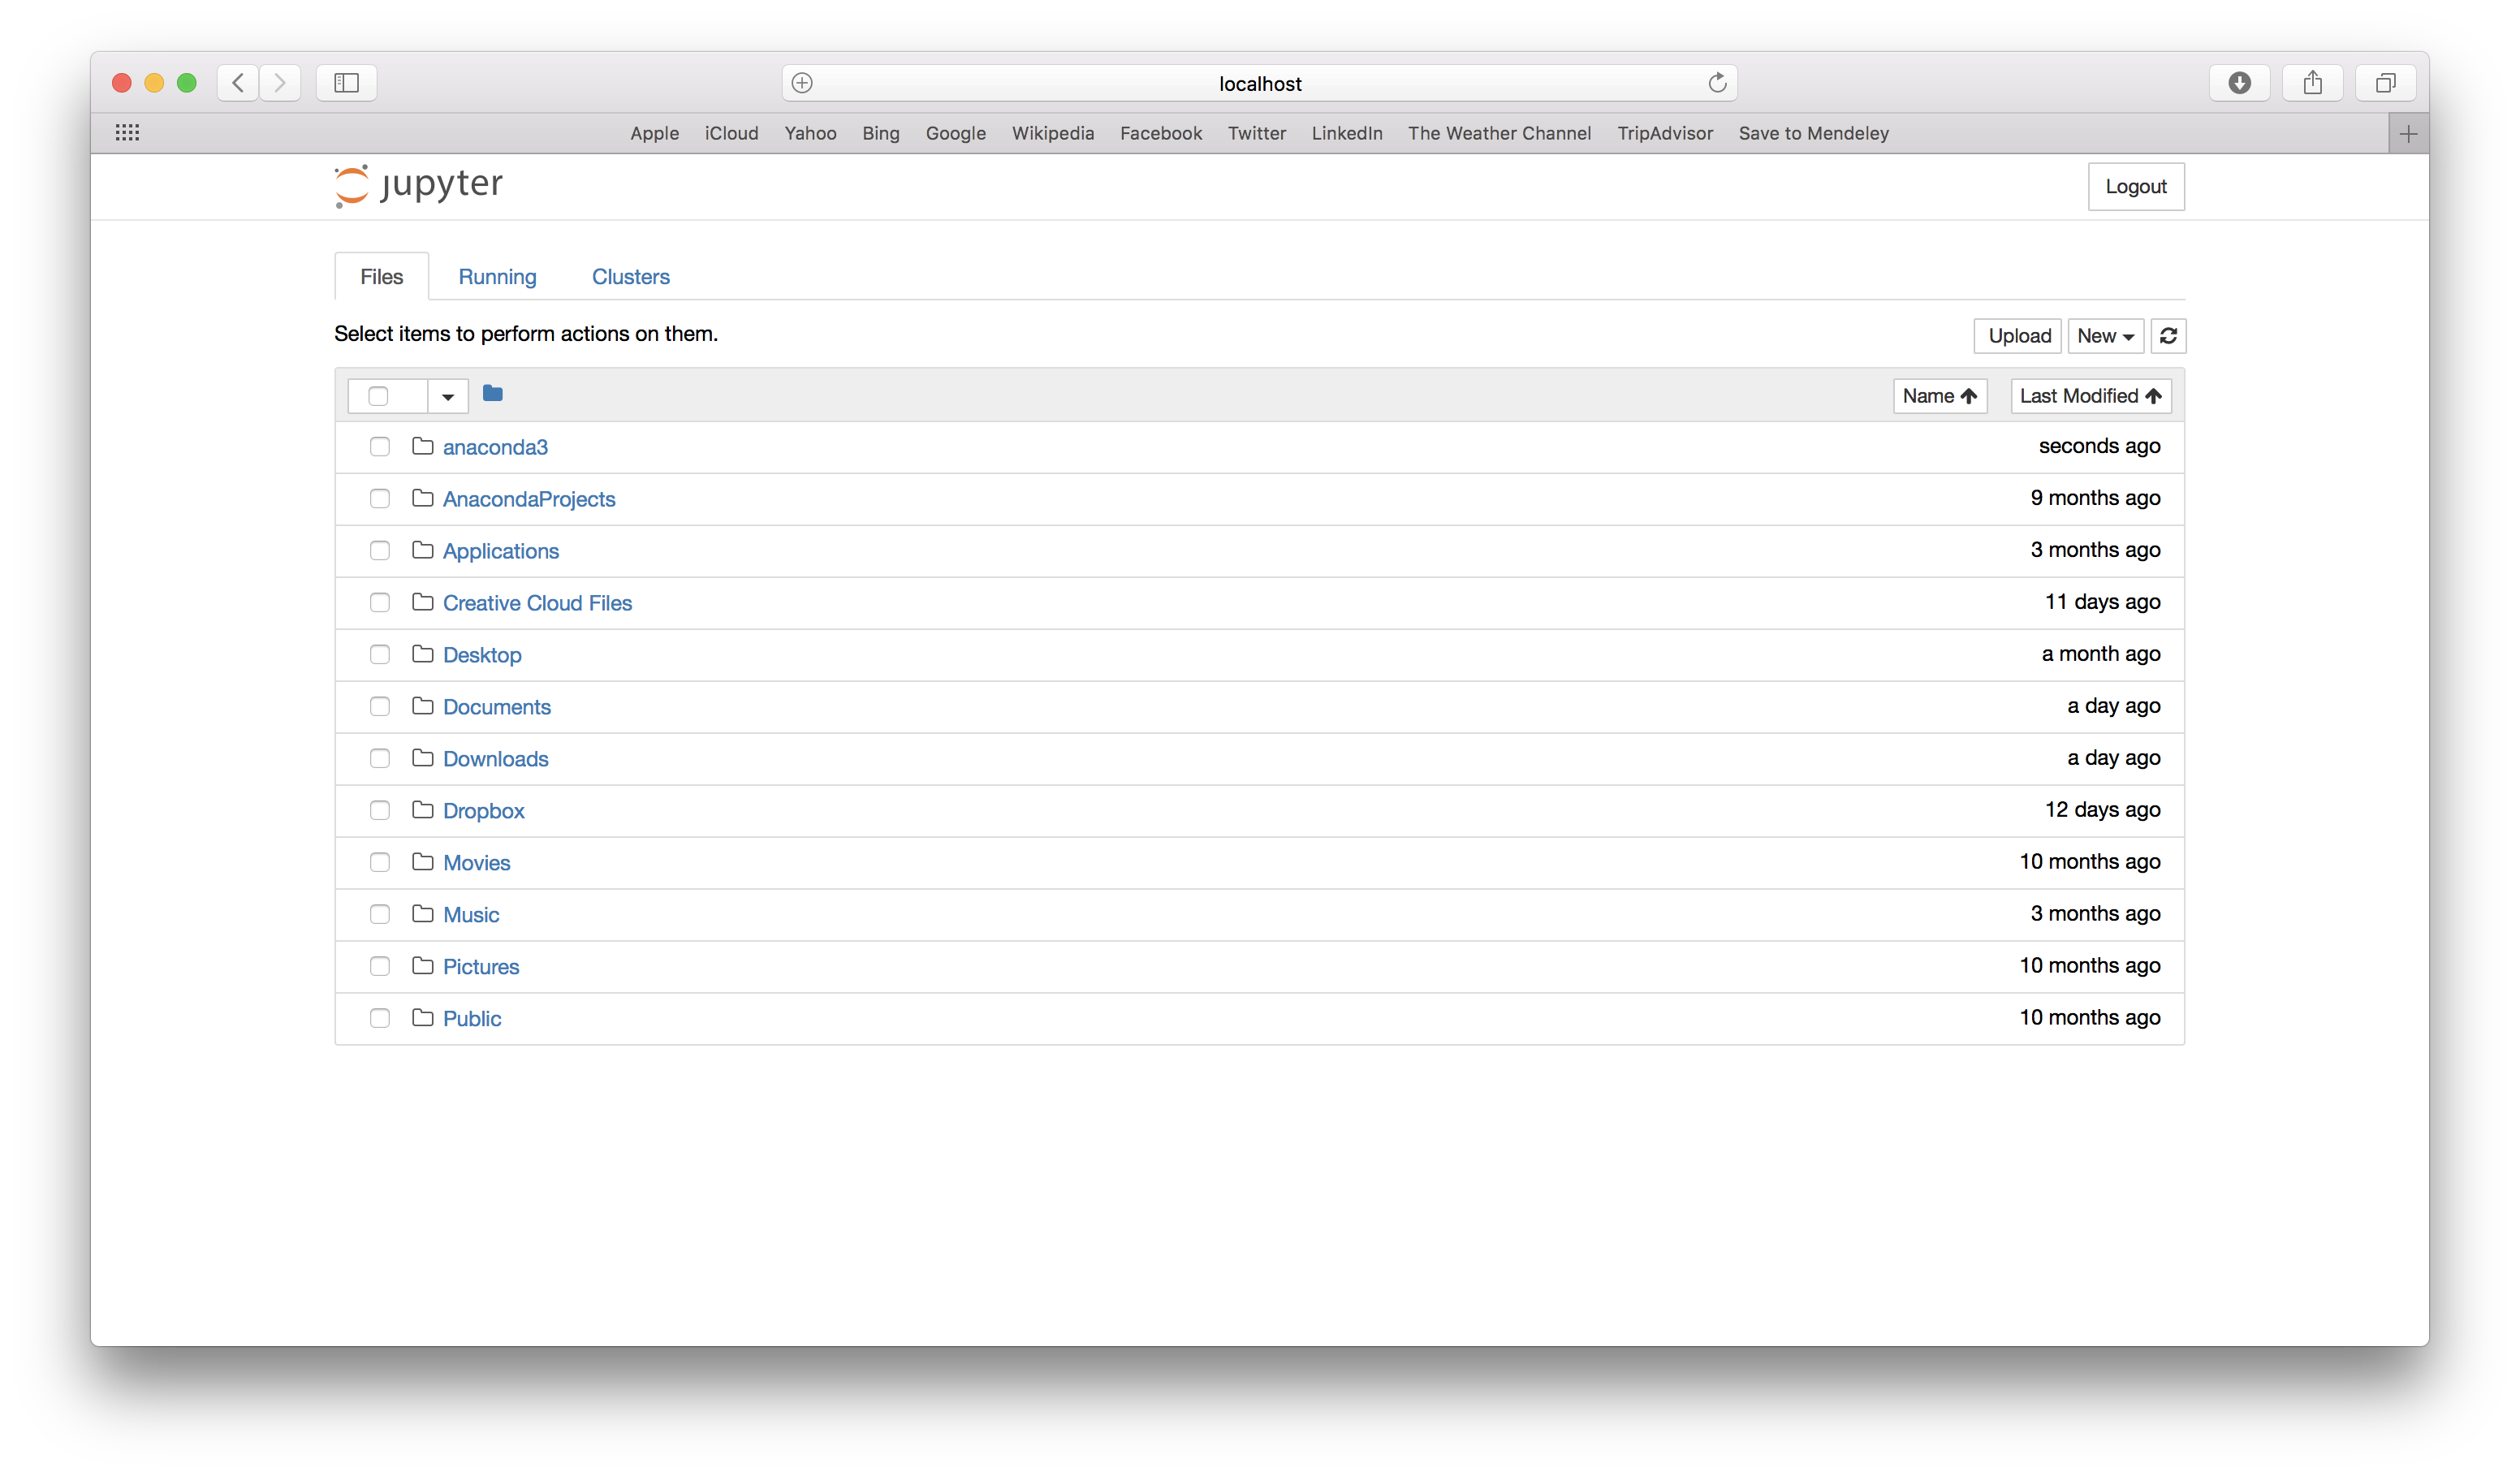 localhost
Apple iCloud Yahoo Bing Google Wikipedia Facebook Twitter LinkedIn The Weather Channel TripAdvisor Save to Mendeley
jupyter
Logout
Files Running Clusters
Select items to perform actions on them.
Upload New
Name Last Modified
anaconda3 seconds ago
AnacondaProjects 9 months ago
Applications 3 months ago
Creative Cloud Files 11 days ago
Desktop a month ago
Documents a day ago
Downloads a day ago
Dropbox 12 days ago
Movies 10 months ago
Music 3 months ago
Pictures 10 months ago
Public 10 months ago